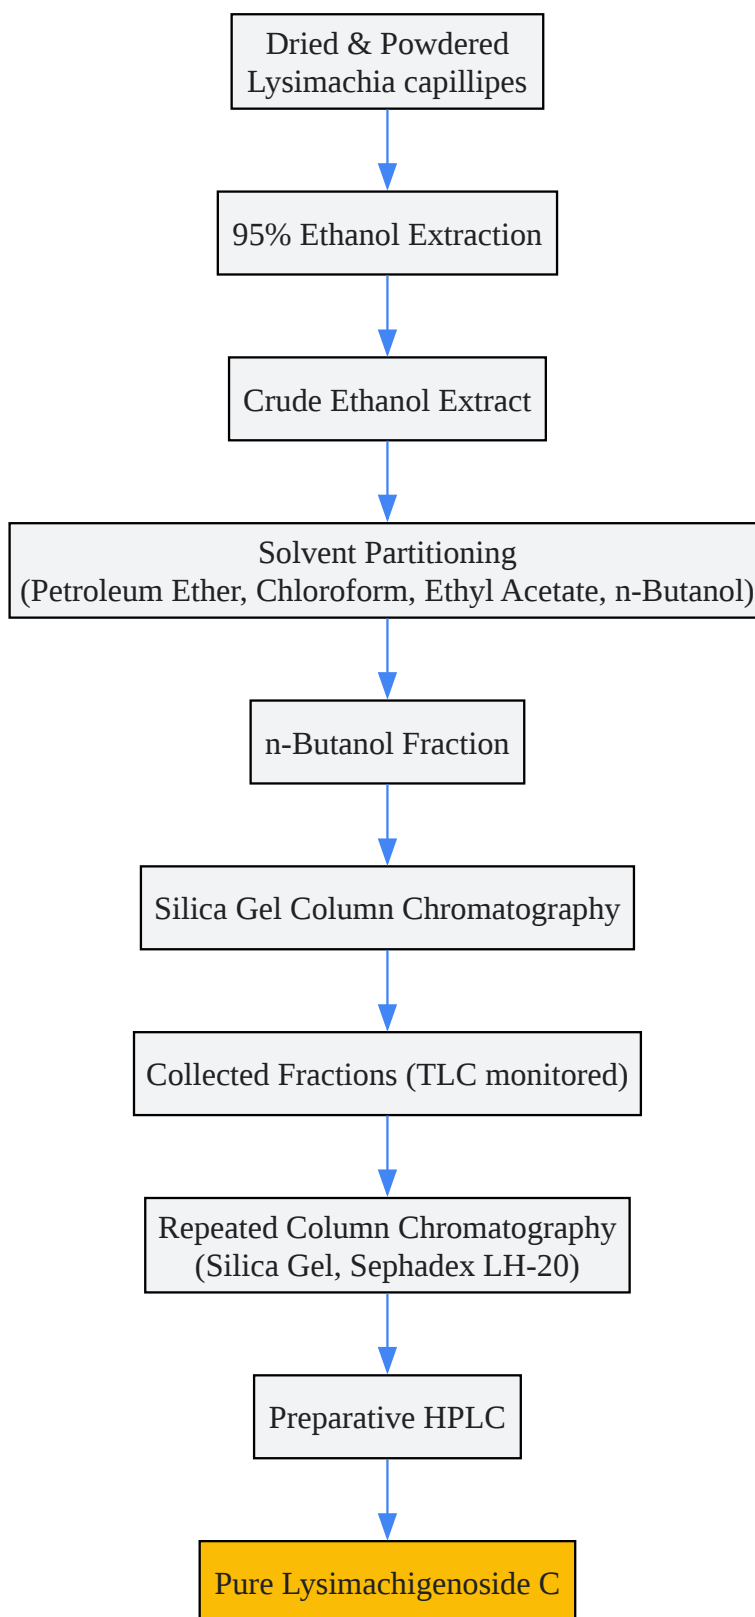 Dried & Powdered
Lysimachia capillipes
95% Ethanol Extraction
Crude Ethanol Extract
Solvent Partitioning
(Petroleum Ether, Chloroform, Ethyl Acetate, n-Butanol)
n-Butanol Fraction
Silica Gel Column Chromatography
Collected Fractions (TLC monitored)
Repeated Column Chromatography
(Silica Gel, Sephadex LH-20)
Preparative HPLC
Pure Lysimachigenoside C